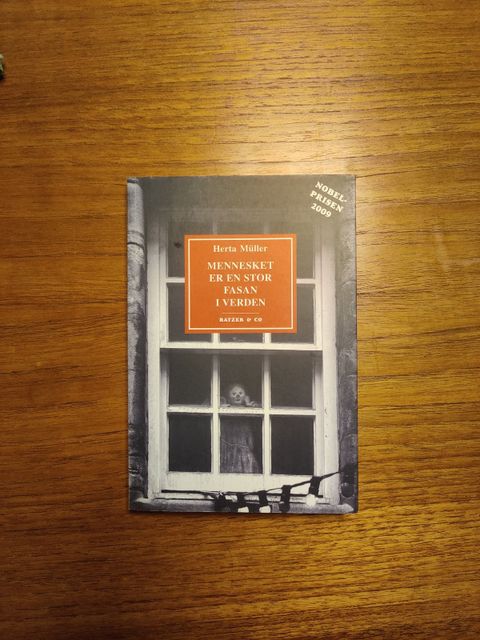 NOBEL-
PRISEN
2009
Herta Müller
MENNESKET
ER EN STOR
FASAN
I VERDEN
BATZER & CO